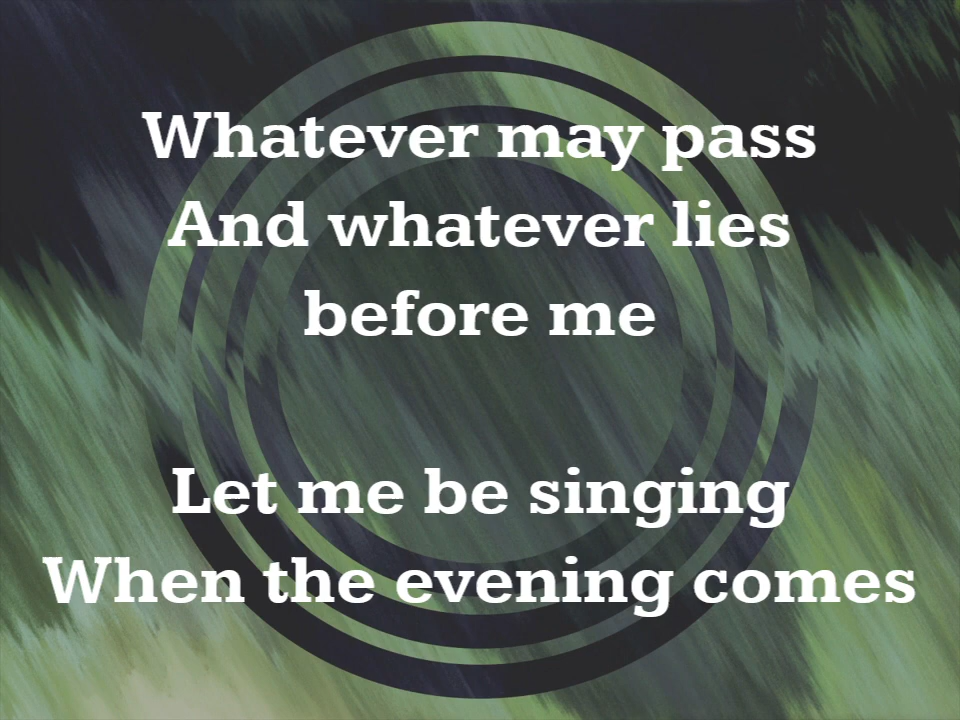 Whatever may pass
And whatever lies
before me
Let me be singing
When the evening comes